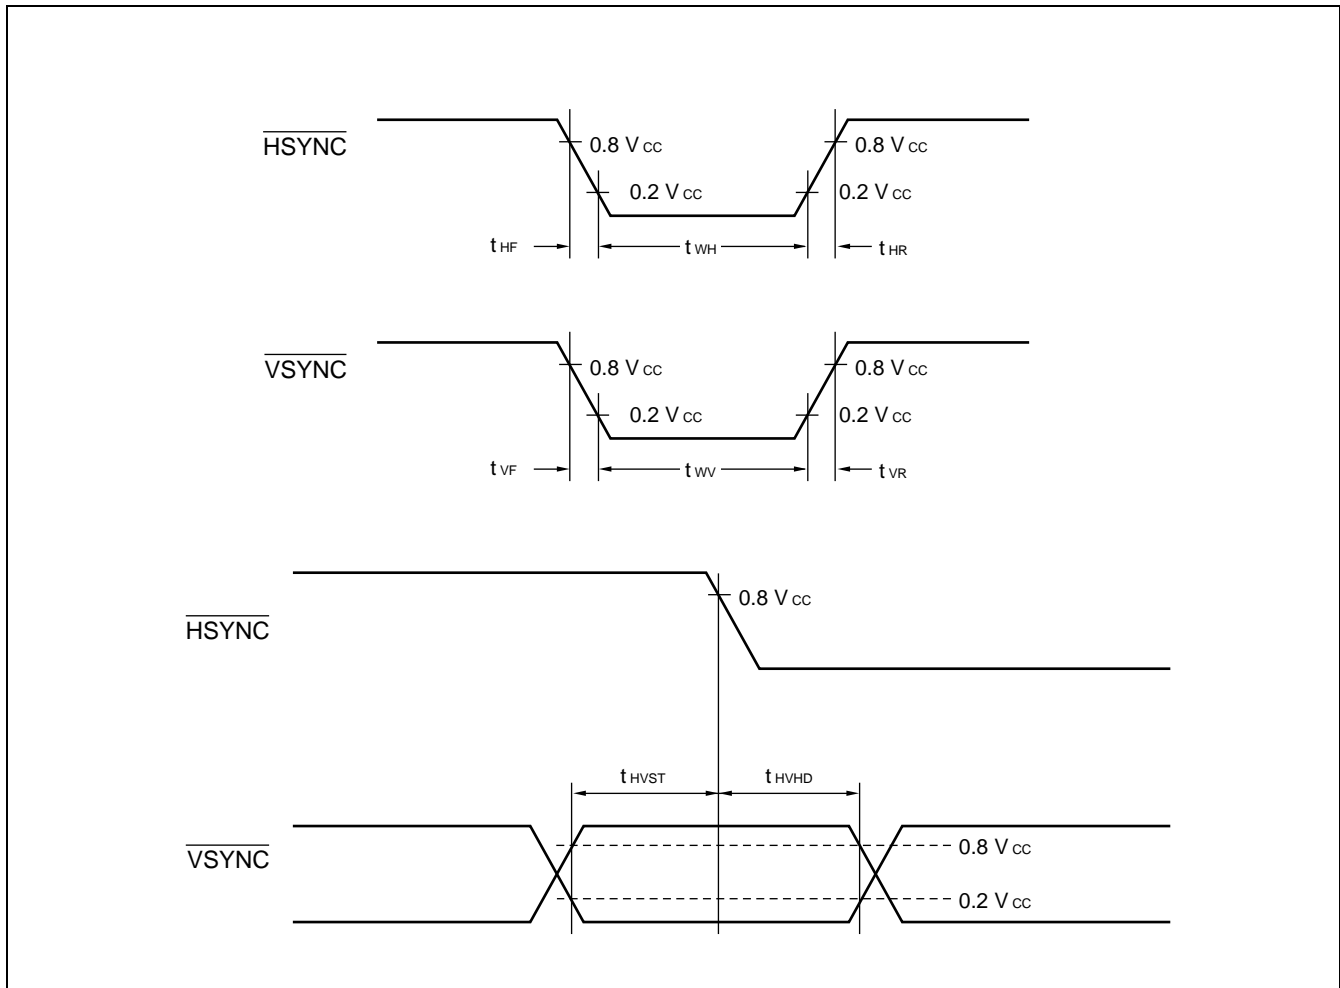 HSYNC
0.8 VCC
0.8 VCC
0.2 VCC
0.2 VCC
tHF
tWH
tHR
VSYNC
0.8 VCC
0.8 VCC
0.2 VCC
0.2 VCC
tVF
tWV
tVR
HSYNC
0.8 VCC
tHVST
tHVHD
VSYNC
0.8 VCC
0.2 VCC